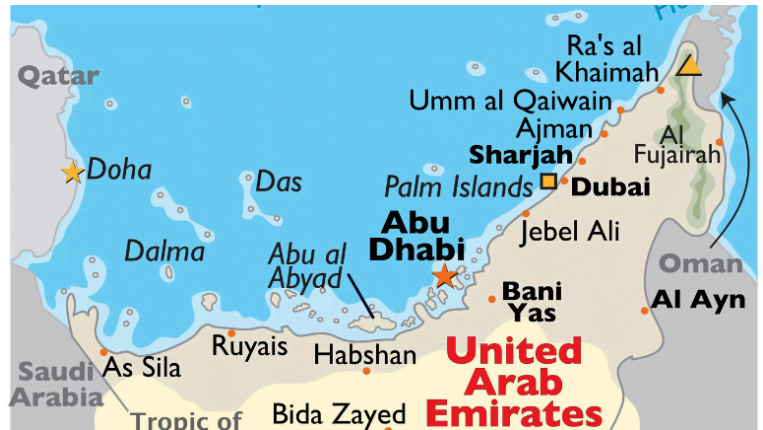 Ra's al
Khaimah
Qatar
Umm al Qaiwain
Ajman
Al
Fujairah
Sharjah
Doha
Das
Palm Islands
Dubai
Abu
Dhabi
Jebel Ali
Dalma
Abu al
Abyad
Oman
Bani
Yas
Al Ayn
Ruyais
Habshan
United
Arab
Emirates
As Sila
Saudi
Arabia
Tropic of
Bida Zayed